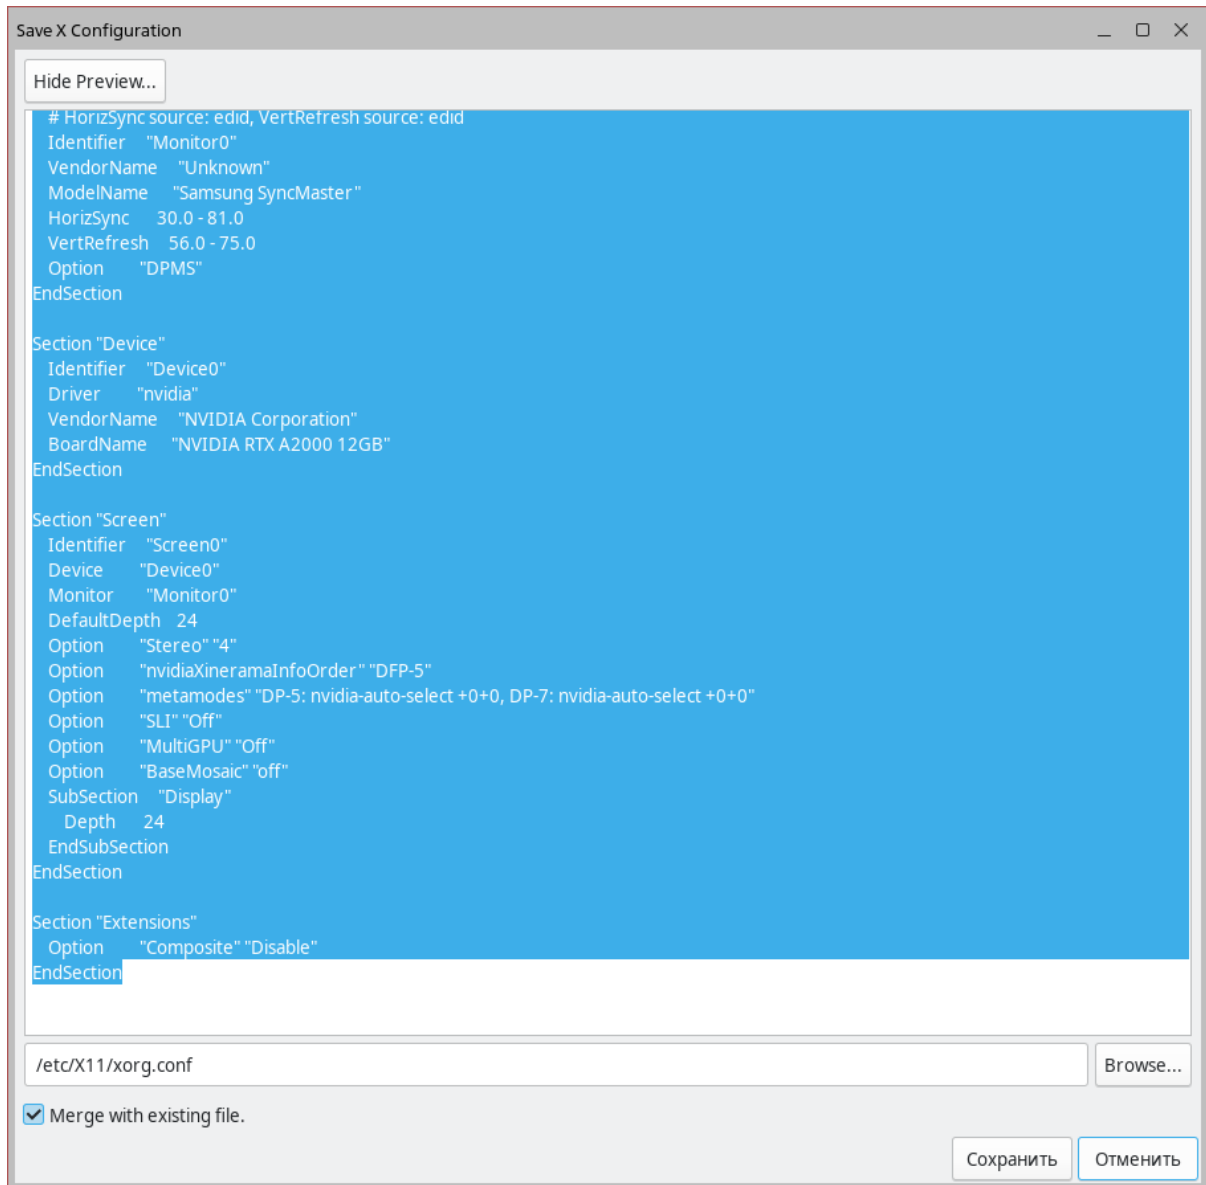 Save X Configuration
Hide Preview...
# HorizSync source: edid, VertRefresh source: edid
Identifier "Monitor0"
VendorName "Unknown"
ModelName "Samsung SyncMaster"
HorizSync 30.0 - 81.0
VertRefresh 56.0 - 75.0
Option "DPMS"
EndSection
Section "Device"
Identifier "Device0"
Driver "nvidia"
VendorName "NVIDIA Corporation"
BoardName "NVIDIA RTX A2000 12GB"
EndSection
Section "Screen"
Identifier "Screen0"
Device "Device0"
Monitor "Monitor0"
DefaultDepth 24
Option "Stereo" "4"
Option "nvidiaXineramaInfoOrder" "DFP-5"
Option "metamodes" "DP-5: nvidia-auto-select +0+0, DP-7: nvidia-auto-select +0+0"
Option "SLI" "Off"
Option "MultiGPU" "Off"
Option "BaseMosaic" "off"
SubSection "Display"
Depth 24
EndSubSection
EndSection
Section "Extensions"
Option "Composite" "Disable"
EndSection
/etc/X11/xorg.conf
Browse...
Merge with existing file.
Сохранить
Отменить